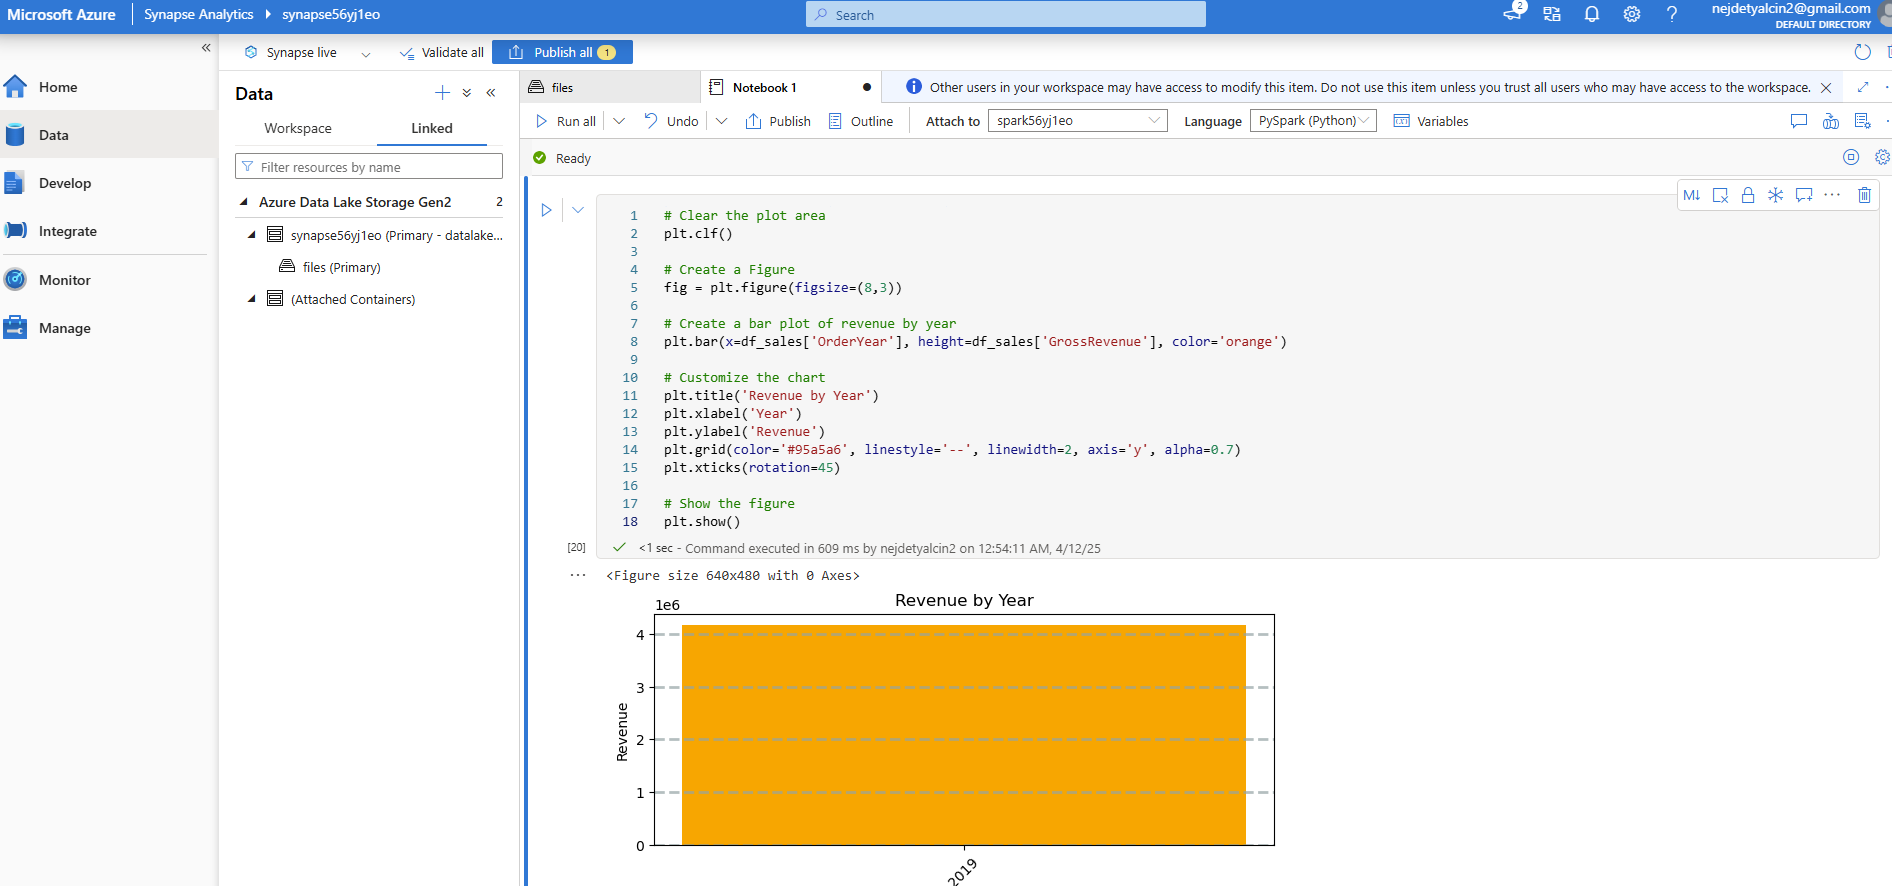 Microsoft Azure Synapse Analytics synapse56yj1eo
Search
2
nejdetyalcin2@gmail.com
DEFAULT DIRECTORY
Synapse live Validate all Publish all 1
Home
Data
Develop
Integrate
Monitor
Manage
Data
Workspace Linked
Filter resources by name
Azure Data Lake Storage Gen2 2
synapse56yj1eo (Primary - datalake...
files (Primary)
(Attached Containers)
files Notebook 1
Other users in your workspace may have access to modify this item. Do not use this item unless you trust all users who may have access to the workspace.
Run all Undo Publish Outline Attach to spark56yj1eo Language PySpark (Python) Variables
Ready
M↓
1 # Clear the plot area
2 plt.clf()
3
4 # Create a Figure
5 fig = plt.figure(figsize=(8,3))
6
7 # Create a bar plot of revenue by year
8 plt.bar(x=df_sales['OrderYear'], height=df_sales['GrossRevenue'], color='orange')
9
10 # Customize the chart
11 plt.title('Revenue by Year')
12 plt.xlabel('Year')
13 plt.ylabel('Revenue')
14 plt.grid(color='#95a5a6', linestyle='--', linewidth=2, axis='y', alpha=0.7)
15 plt.xticks(rotation=45)
16
17 # Show the figure
18 plt.show()
[20] <1 sec - Command executed in 609 ms by nejdetyalcin2 on 12:54:11 AM, 4/12/25
<Figure size 640x480 with 0 Axes>
Revenue by Year
1e6
4
3
2
1
0
Revenue
2019